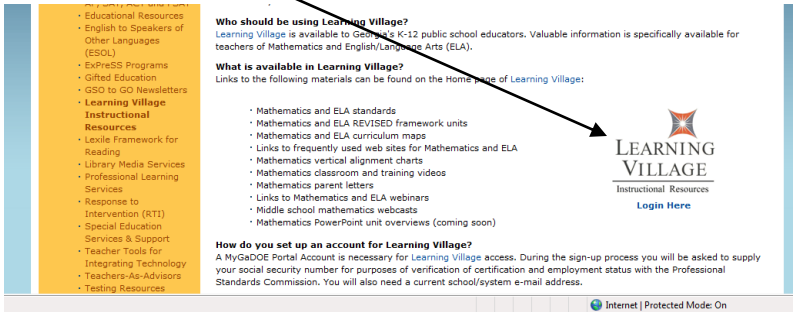 AP, SAT, ACT and PSAT
Educational Resources
English to Speakers of
Other Languages
(ESOL)
ExPreSS Programs
Gifted Education
GSO to GO Newsletters
Learning Village
Instructional
Resources
Lexile Framework for
Reading
Library Media Services
Professional Learning
Services
Response to
Intervention (RTI)
Special Education
Services & Support
Teacher Tools for
Integrating Technology
Teachers-As-Advisors
Testing Resources
Who should be using Learning Village?
Learning Village is available to Georgia's K-12 public school educators. Valuable information is specifically available for
teachers of Mathematics and English/Language Arts (ELA).
What is available in Learning Village?
Links to the following materials can be found on the Home page of Learning Village:
· Mathematics and ELA standards
· Mathematics and ELA REVISED framework units
· Mathematics and ELA curriculum maps
· Links to frequently used web sites for Mathematics and ELA
· Mathematics vertical alignment charts
· Mathematics classroom and training videos
· Mathematics parent letters
· Links to Mathematics and ELA webinars
· Middle school mathematics webcasts
· Mathematics PowerPoint unit overviews (coming soon)
LEARNING
VILLAGE
Instructional Resources
Login Here
How do you set up an account for Learning Village?
A MyGaDOE Portal Account is necessary for Learning Village access. During the sign-up process you will be asked to supply
your social security number for purposes of verification of certification and employment status with the Professional
Standards Commission. You will also need a current school/system e-mail address.
Internet | Protected Mode: On